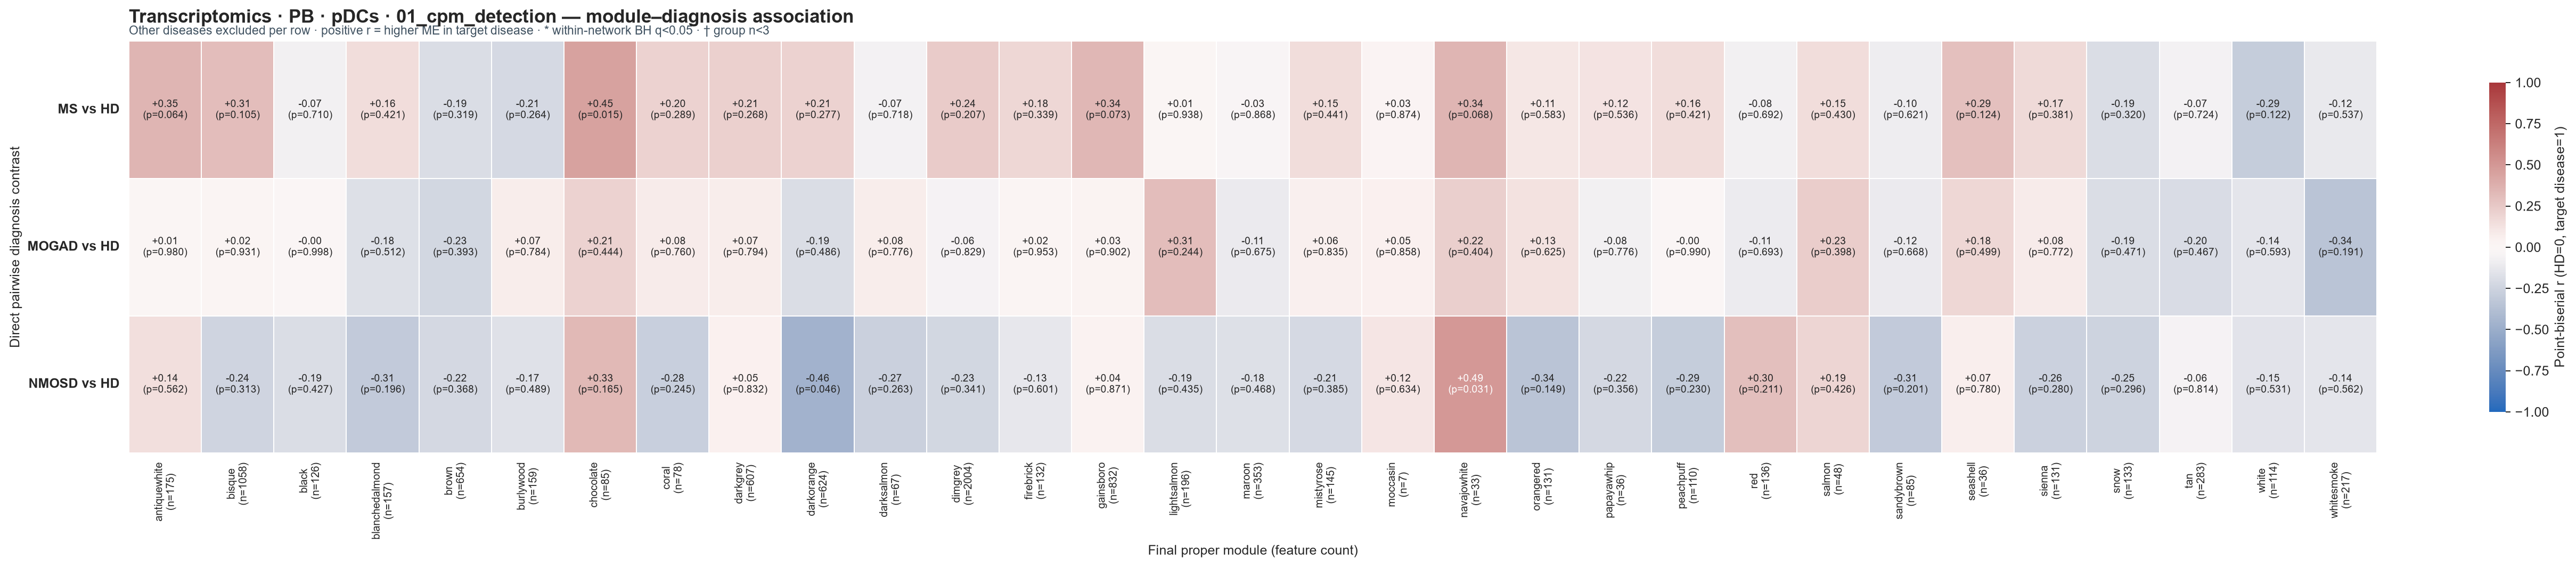 Transcriptomics · PB · pDCs · 01_cpm_detection — module–diagnosis association
Other diseases excluded per row · positive r = higher ME in target disease · * within-network BH q<0.05 · † group n<3
Direct pairwise diagnosis contrast
MS vs HD
+0.35 +0.31 -0.07 +0.16 -0.19 -0.21 +0.45 +0.20 +0.21 +0.21 -0.07 +0.24 +0.18 +0.34 +0.01 -0.03 +0.15 +0.03 +0.34 +0.11 +0.12 +0.16 -0.08 +0.15 -0.10 +0.29 +0.17 -0.19 -0.07 -0.29 -0.12
(p=0.064) (p=0.105) (p=0.710) (p=0.421) (p=0.319) (p=0.264) (p=0.015) (p=0.289) (p=0.268) (p=0.277) (p=0.718) (p=0.207) (p=0.339) (p=0.073) (p=0.938) (p=0.868) (p=0.441) (p=0.874) (p=0.068) (p=0.583) (p=0.536) (p=0.421) (p=0.692) (p=0.430) (p=0.621) (p=0.124) (p=0.381) (p=0.320) (p=0.724) (p=0.122) (p=0.537)
MOGAD vs HD
+0.01 +0.02 -0.00 -0.18 -0.23 +0.07 +0.21 +0.08 +0.07 -0.19 +0.08 -0.06 +0.02 +0.03 +0.31 -0.11 +0.06 +0.05 +0.22 +0.13 -0.08 -0.00 -0.11 +0.23 -0.12 +0.18 +0.08 -0.19 -0.20 -0.14 -0.34
(p=0.980) (p=0.931) (p=0.998) (p=0.512) (p=0.393) (p=0.784) (p=0.444) (p=0.760) (p=0.794) (p=0.486) (p=0.776) (p=0.829) (p=0.953) (p=0.902) (p=0.244) (p=0.675) (p=0.835) (p=0.858) (p=0.404) (p=0.625) (p=0.776) (p=0.990) (p=0.693) (p=0.398) (p=0.668) (p=0.499) (p=0.772) (p=0.471) (p=0.467) (p=0.593) (p=0.191)
NMOSD vs HD
+0.14 -0.24 -0.19 -0.31 -0.22 -0.17 +0.33 -0.28 +0.05 -0.46 -0.27 -0.23 -0.13 +0.04 -0.19 -0.18 -0.21 +0.12 +0.49 -0.34 -0.22 -0.29 +0.30 +0.19 -0.31 +0.07 -0.26 -0.25 -0.06 -0.15 -0.14
(p=0.562) (p=0.313) (p=0.427) (p=0.196) (p=0.368) (p=0.489) (p=0.165) (p=0.245) (p=0.832) (p=0.046) (p=0.263) (p=0.341) (p=0.601) (p=0.871) (p=0.435) (p=0.468) (p=0.385) (p=0.634) (p=0.031) (p=0.149) (p=0.356) (p=0.230) (p=0.211) (p=0.426) (p=0.201) (p=0.780) (p=0.280) (p=0.296) (p=0.814) (p=0.531) (p=0.562)
antiquewhite
(n=175)
bisque
(n=1058)
black
(n=126)
blanchedalmond
(n=157)
brown
(n=654)
burlywood
(n=159)
chocolate
(n=85)
coral
(n=78)
darkgrey
(n=607)
darkorange
(n=624)
darksalmon
(n=67)
dimgrey
(n=2004)
firebrick
(n=132)
gainsboro
(n=832)
lightsalmon
(n=196)
maroon
(n=353)
mistyrose
(n=145)
moccasin
(n=7)
navajowhite
(n=33)
orangered
(n=131)
papayawhip
(n=36)
peachpuff
(n=110)
red
(n=136)
salmon
(n=48)
sandybrown
(n=85)
seashell
(n=36)
sienna
(n=131)
snow
(n=133)
tan
(n=283)
white
(n=114)
whitesmoke
(n=217)
Final proper module (feature count)
1.00
0.75
0.50
0.25
0.00
−0.25
−0.50
−0.75
−1.00
Point-biserial r (HD=0, target disease=1)